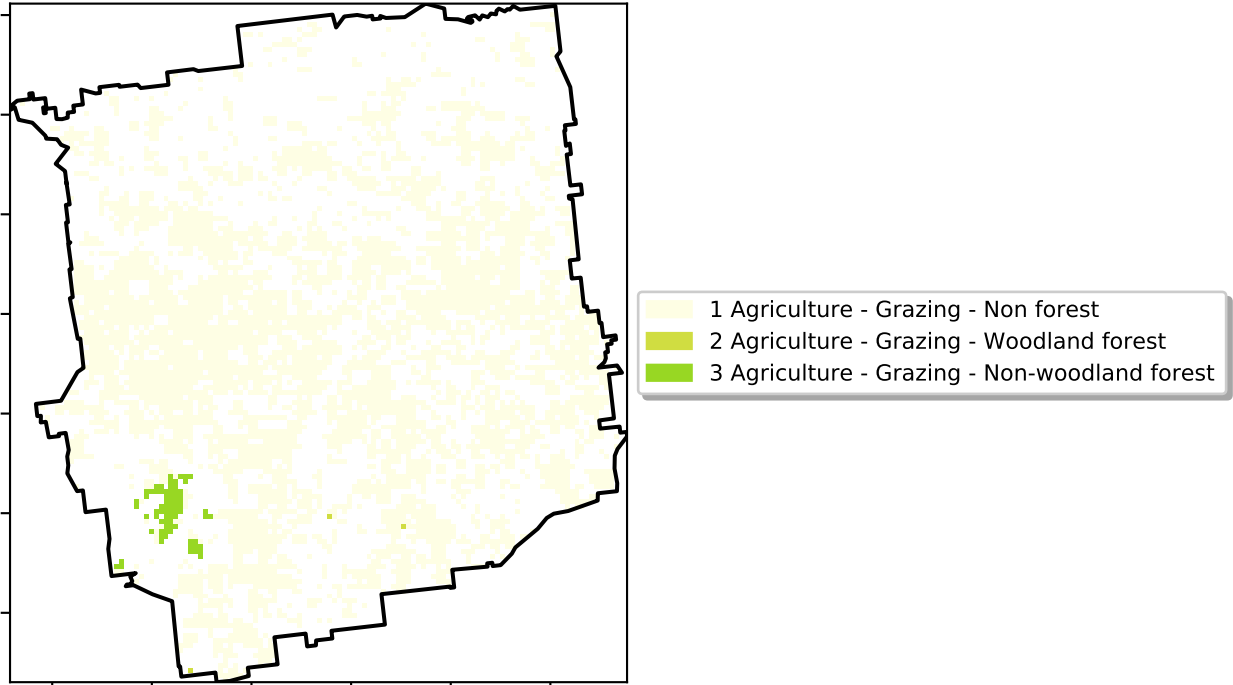 1 Agriculture - Grazing - Non forest
2 Agriculture - Grazing - Woodland forest
3 Agriculture - Grazing - Non-woodland forest